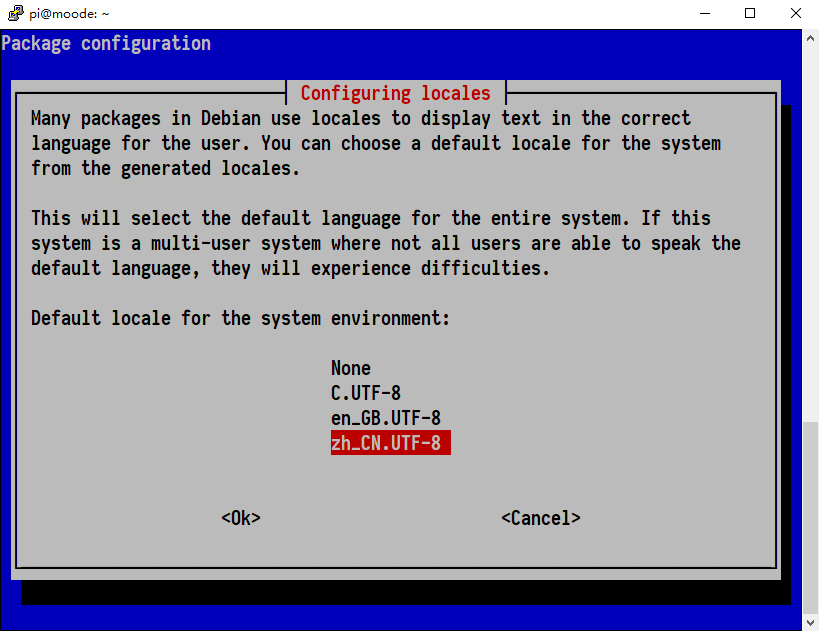 pi@moode: ~
Package configuration
Configuring locales
Many packages in Debian use locales to display text in the correct
language for the user. You can choose a default locale for the system
from the generated locales.
This will select the default language for the entire system. If this
system is a multi-user system where not all users are able to speak the
default language, they will experience difficulties.
Default locale for the system environment:
None
C.UTF-8
en_GB.UTF-8
zh_CN.UTF-8
<Ok> <Cancel>